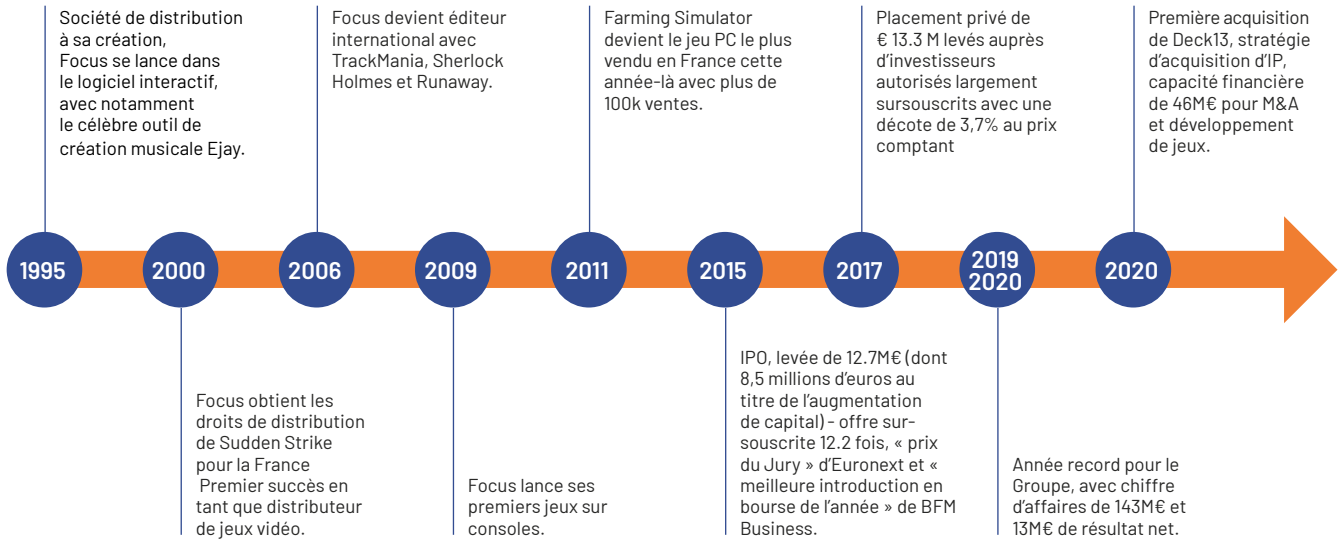 Société de distribution
à sa création,
Focus se lance dans
le logiciel interactif,
avec notamment
le célèbre outil de
création musicale Ejay.
Focus devient éditeur
international avec
TrackMania, Sherlock
Holmes et Runaway.
Farming Simulator
devient le jeu PC le plus
vendu en France cette
année-là avec plus de
100k ventes.
Placement privé de
€ 13.3 M levés auprès
d'investisseurs
autorisés largement
sursouscrits avec une
décote de 3,7% au prix
comptant
Première acquisition
de Deck13, stratégie
d'acquisition d'IP,
capacité financière
de 46M€ pour M&A
et développement
de jeux.
1995
2000
2006
2009
2011
2015
2017
2019
2020
2020
Focus obtient les
droits de distribution
de Sudden Strike
pour la France
Premier succès en
tant que distributeur
de jeux vidéo.
Focus lance ses
premiers jeux sur
consoles.
IPO, levée de 12.7M€ (dont
8,5 millions d'euros au
titre de l'augmentation
de capital) - offre sur-
souscrite 12.2 fois, « prix
du Jury » d'Euronext et «
meilleure introduction en
bourse de l'année » de BFM
Business.
Année record pour le
Groupe, avec chiffre
d'affaires de 143M€ et
13M€ de résultat net.